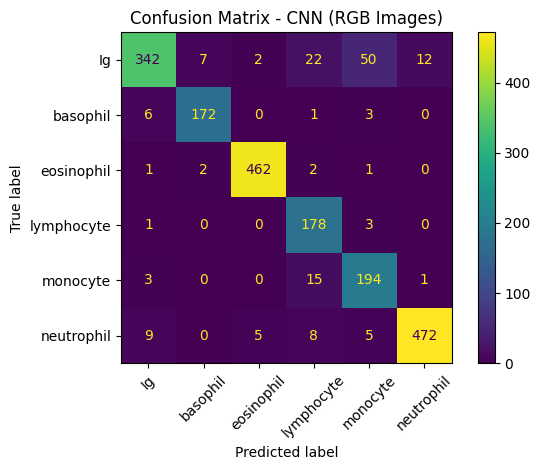 Confusion Matrix - CNN (RGB Images)
Ig 342 7 2 22 50 12
basophil 6 172 0 1 3 0
eosinophil 1 2 462 2 1 0
lymphocyte 1 0 0 178 3 0
monocyte 3 0 0 15 194 1
neutrophil 9 0 5 8 5 472
True label
Ig basophil eosinophil lymphocyte monocyte neutrophil
Predicted label
400
300
200
100
0